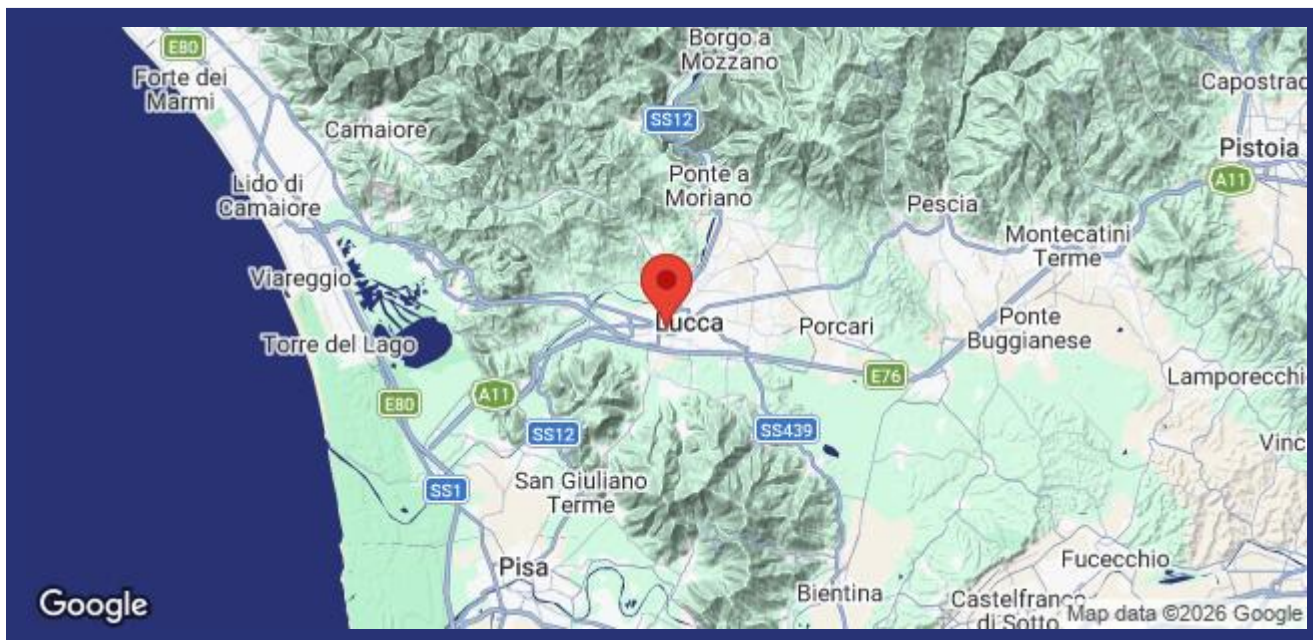 E80
Forte dei
Marmi
Borgo a
Mozzano
Capostrad
SS12
Camaiore
Pistoia
Ponte a
Moriano
A11
Lido di
Camaiore
Pescia
Montecatini
Terme
Viareggio
Lucca
Porcari
Ponte
Buggianese
Torre del Lago
E76
Lamporecchi
A11
E80
SS12
SS439
Vinc
SS1
San Giuliano
Terme
Pisa
Fucecchio
Bientina
Castelfranco
di Sotto
Google
Map data ©2026 Google